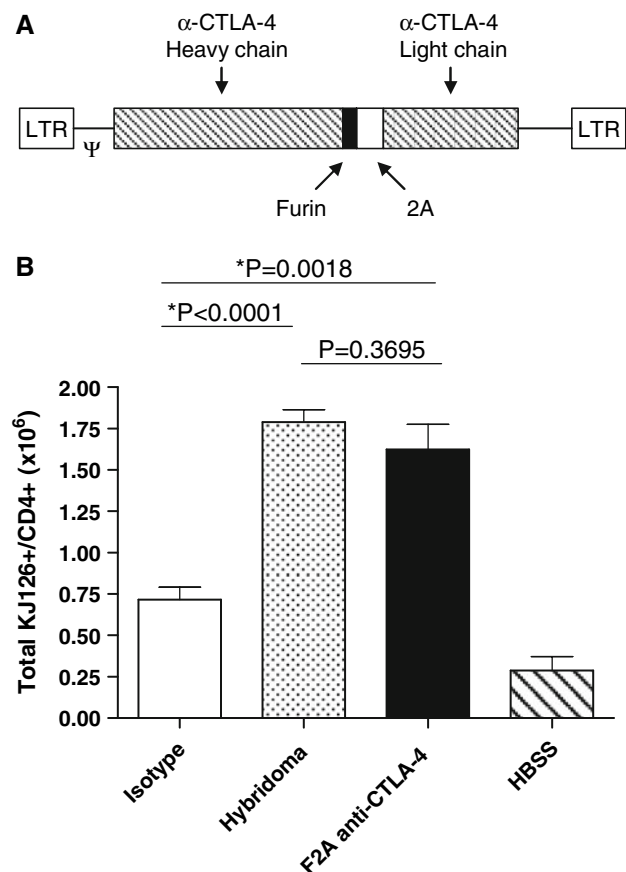 A
α-CTLA-4
Heavy chain
α-CTLA-4
Light chain
LTR
Ψ
LTR
Furin
2A
B
*P=0.0018
*P<0.0001
P=0.3695
Total KJ126+/CD4+ (x10⁶)
2.00
1.75
1.50
1.25
1.00
0.75
0.50
0.25
0.00
Isotype
Hybridoma
F2A anti-CTLA-4
HBSS